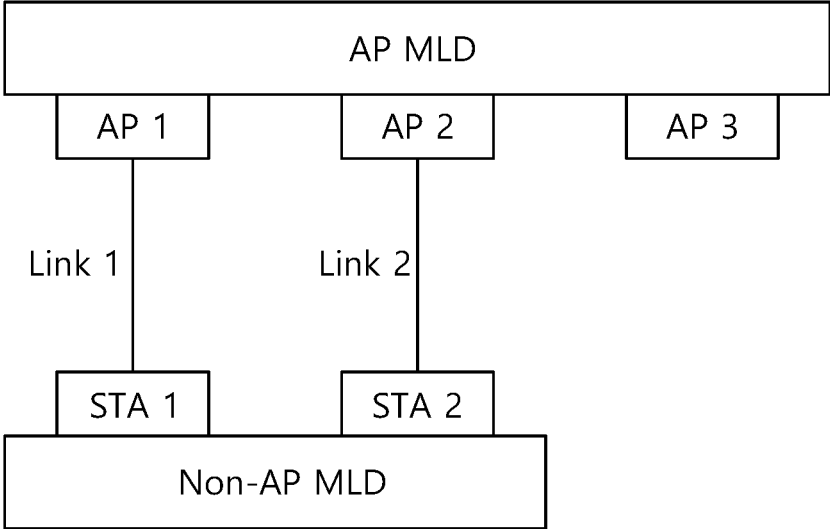 AP MLD
AP 1
AP 2
AP 3
Link 1
Link 2
STA 1
STA 2
Non-AP MLD